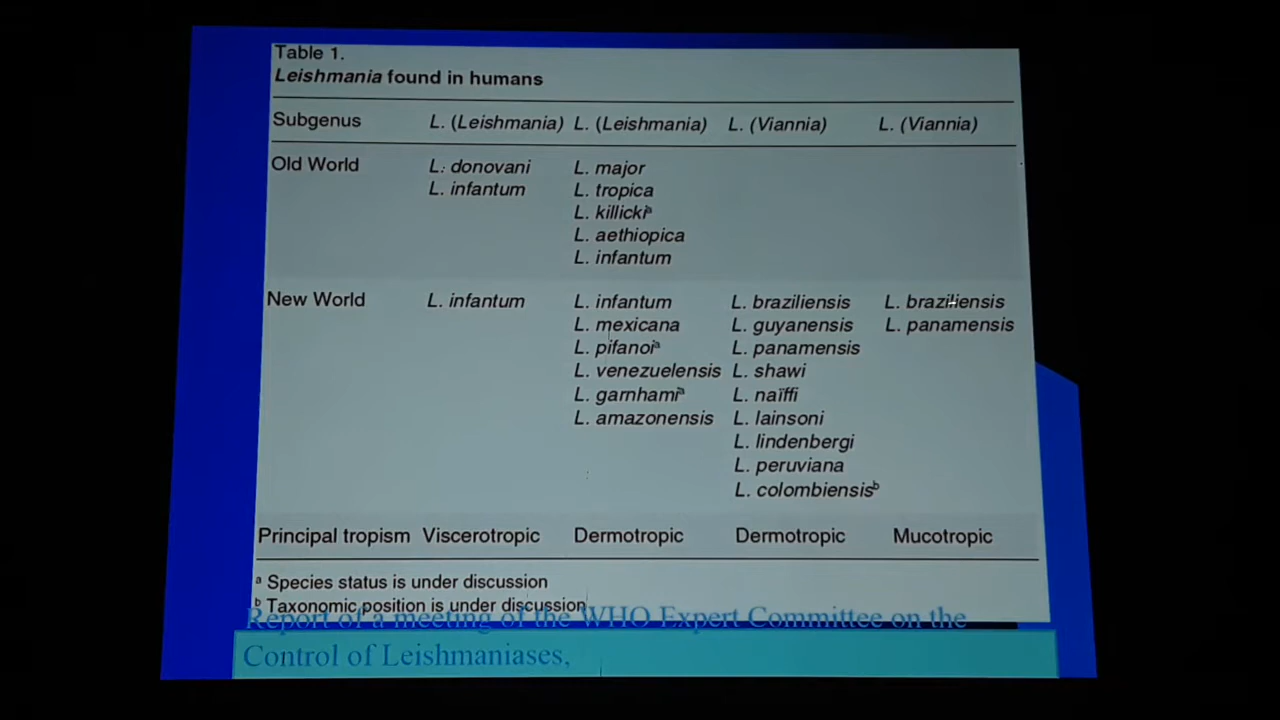 Table 1.
Leishmania found in humans
Subgenus L. (Leishmania) L. (Leishmania) L. (Viannia) L. (Viannia)
Old World L. donovani L. major
L. infantum L. tropica
L. killickiᵃ
L. aethiopica
L. infantum
New World L. infantum L. infantum L. braziliensis L. braziliensis
L. mexicana L. guyanensis L. panamensis
L. pifanoiᵃ L. panamensis
L. venezuelensis L. shawi
L. garnhamiᵃ L. naïffi
L. amazonensis L. lainsoni
L. lindenbergi
L. peruviana
L. colombiensisᵇ
Principal tropism Viscerotropic Dermotropic Dermotropic Mucotropic
ᵃ Species status is under discussion
ᵇ Taxonomic position is under discussion
Report of a meeting of the WHO Expert Committee on the
Control of Leishmaniases,